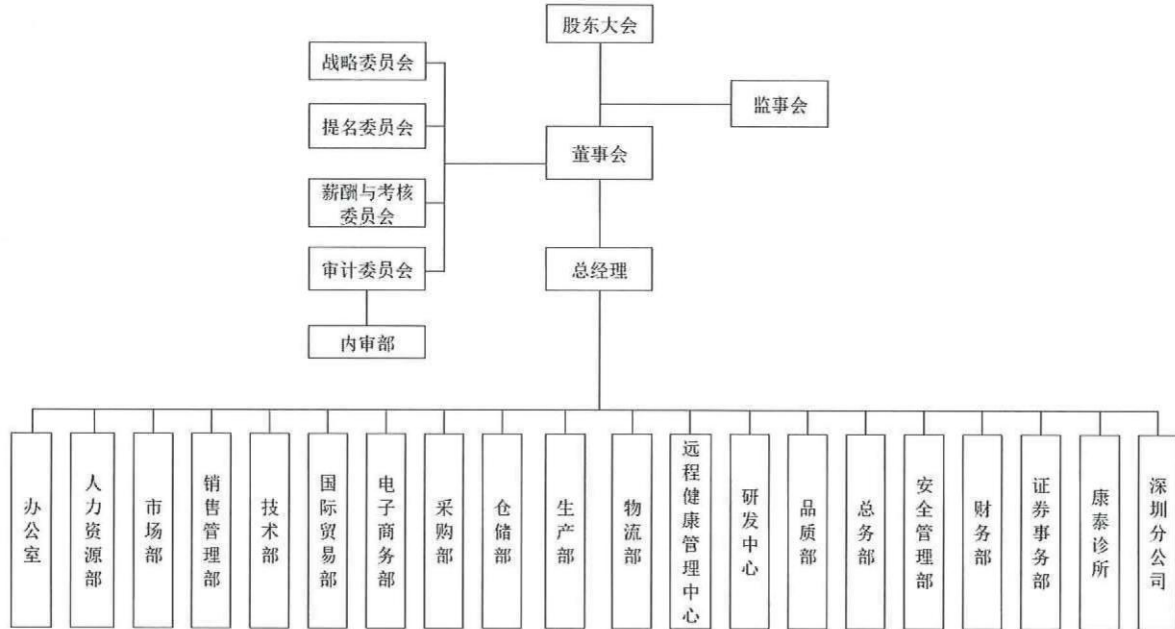 股东大会
战略委员会
监事会
提名委员会
董事会
薪酬与考核
委员会
审计委员会
总经理
内审部
办公室
人力资源部
市场部
销售管理部
技术部
国际贸易部
电子商务部
采购部
仓储部
生产部
物流部
远程健康管理中心
研发中心
品质部
总务部
安全管理部
财务部
证券事务部
康泰诊所
深圳分公司